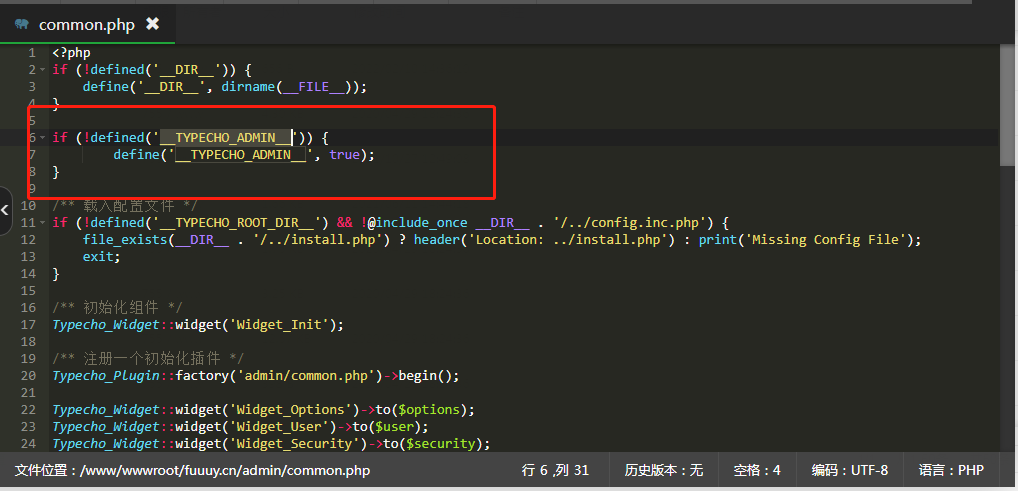 common.php ✖
1 <?php
2 if (!defined('__DIR__')) {
3     define('__DIR__', dirname(__FILE__));
4 }
5
6 if (!defined('__TYPECHO_ADMIN__')) {
7         define('__TYPECHO_ADMIN__', true);
8 }
9
10 /** 载入配置文件 */
11 if (!defined('__TYPECHO_ROOT_DIR__') && !@include_once __DIR__ . '/../config.inc.php') {
12     file_exists(__DIR__ . '/../install.php') ? header('Location: ../install.php') : print('Missing Config File');
13     exit;
14 }
15
16 /** 初始化组件 */
17 Typecho_Widget::widget('Widget_Init');
18
19 /** 注册一个初始化插件 */
20 Typecho_Plugin::factory('admin/common.php')->begin();
21
22 Typecho_Widget::widget('Widget_Options')->to($options);
23 Typecho_Widget::widget('Widget_User')->to($user);
24 Typecho_Widget::widget('Widget_Security')->to($security);
文件位置：/www/wwwroot/fuuuy.cn/admin/common.php 行 6 ,列 31 历史版本：无 空格：4 编码：UTF-8 语言：PHP